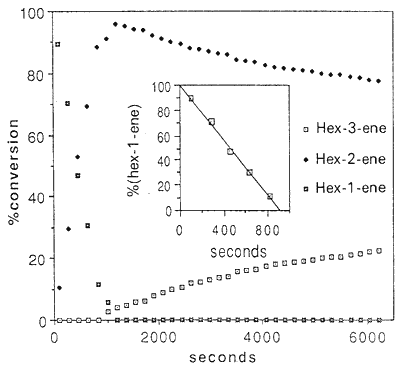 100
80
60
40
20
0
%conversion
0
2000
4000
6000
seconds
100
80
60
40
20
0
%(hex-1-ene)
0
400
800
seconds
Hex-3-ene
Hex-2-ene
Hex-1-ene